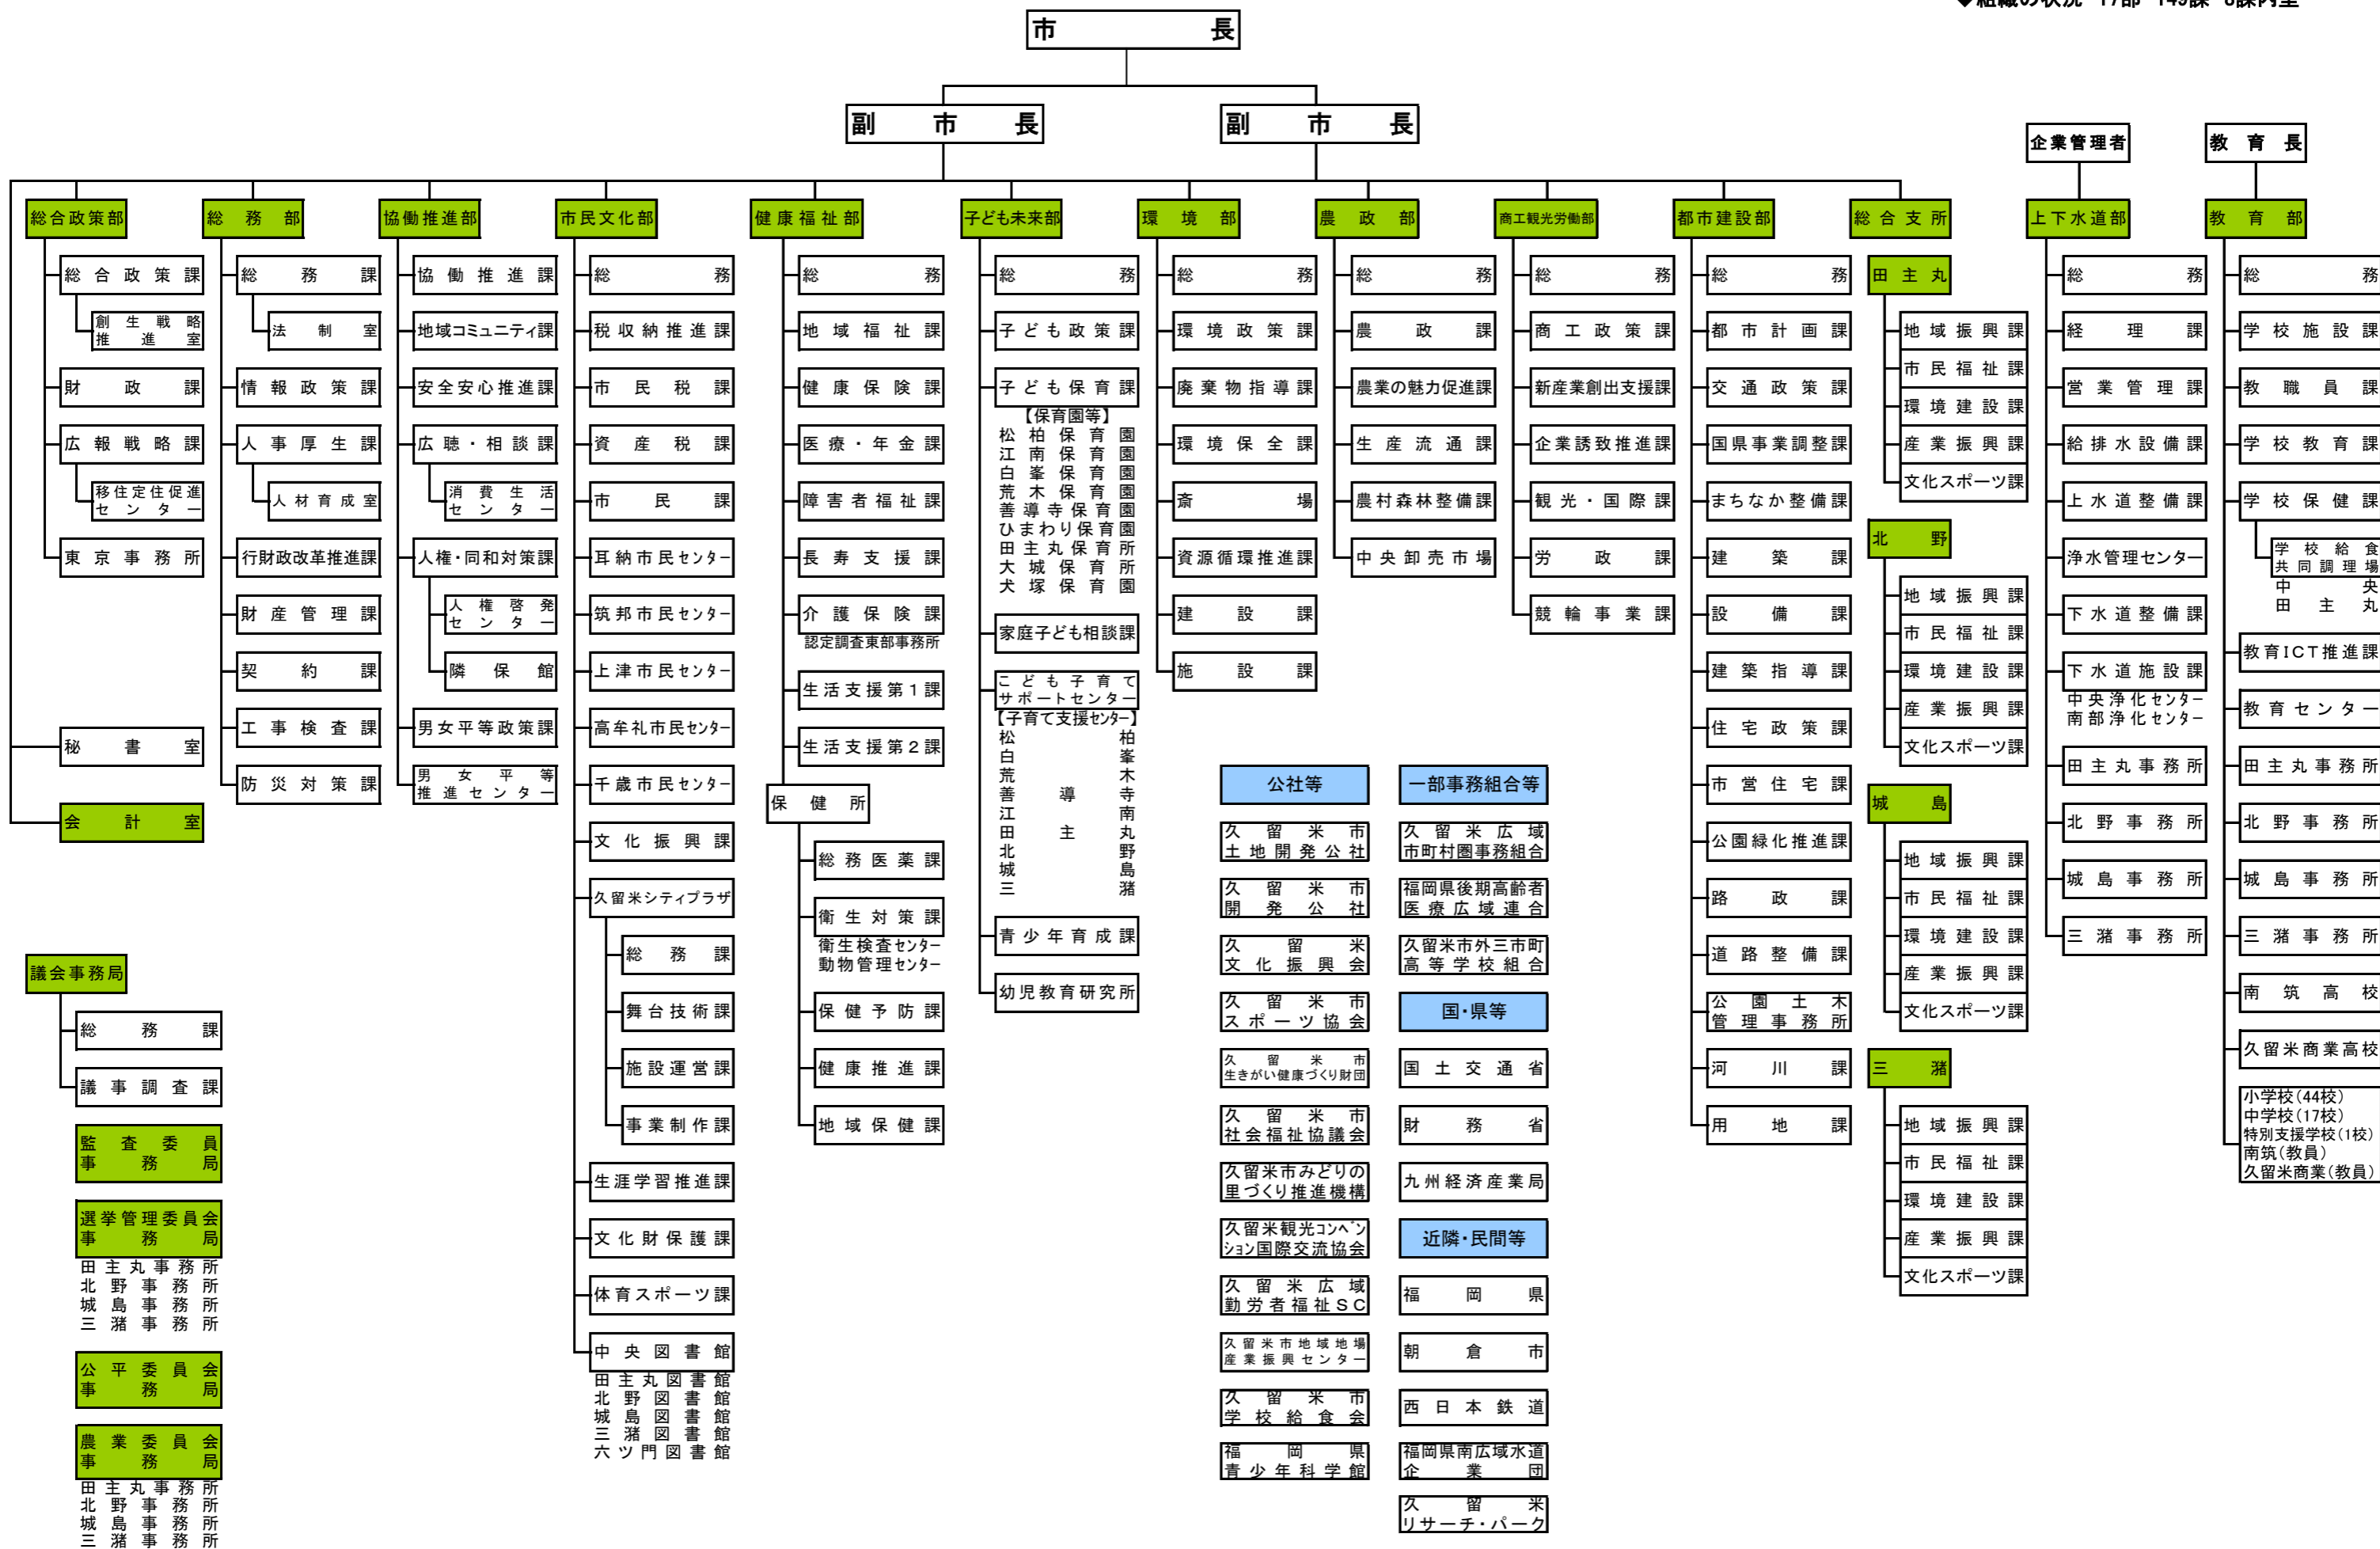 ◆組織の状況 17部 149課 8課内室
市長
副市長
副市長
企業管理者
教育長
総合政策部
総合政策課
創生戦略
推進室
財政課
広報戦略課
移住定住促進
センター
東京事務所
秘書室
会計室
総務部
総務課
法制室
情報政策課
人事厚生課
人材育成室
行財政改革推進課
財産管理課
契約課
工事検査課
防災対策課
協働推進部
協働推進課
地域コミュニティ課
安全安心推進課
広聴・相談課
消費生活
センター
人権・同和対策課
人権啓発
センター
隣保館
男女平等政策課
男女平等
推進センター
市民文化部
総務
税収納推進課
市民税課
資産税課
市民課
耳納市民センター
筑邦市民センター
上津市民センター
高牟礼市民センター
千歳市民センター
文化振興課
久留米シティプラザ
総務課
舞台技術課
施設運営課
事業制作課
生涯学習推進課
文化財保護課
体育スポーツ課
中央図書館
田主丸図書館
北野図書館
城島図書館
三潴図書館
六ツ門図書館
健康福祉部
総務
地域福祉課
健康保険課
医療・年金課
障害者福祉課
長寿支援課
介護保険課
認定調査東部事務所
生活支援第1課
生活支援第2課
保健所
総務医薬課
衛生対策課
衛生検査センター
動物管理センター
保健予防課
健康推進課
地域保健課
子ども未来部
総務
子ども政策課
子ども保育課
【保育園等】
松柏保育園
江南保育園
白峯保育園
荒木保育園
善導寺保育園
ひまわり保育園
田主丸保育所
大城保育所
犬塚保育園
家庭子ども相談課
こども子育て
サポートセンター
【子育て支援センター】
松柏
白峯
荒木
善導寺
江南
田主丸
北野
城島
三潴
青少年育成課
幼児教育研究所
環境部
総務
環境政策課
廃棄物指導課
環境保全課
斎場
資源循環推進課
建設課
施設課
農政部
総務
農政課
農業の魅力促進課
生産流通課
農村森林整備課
中央卸売市場
商工観光労働部
総務
商工政策課
新産業創出支援課
企業誘致推進課
観光・国際課
労政課
競輪事業課
都市建設部
総務
都市計画課
交通政策課
国県事業調整課
まちなか整備課
建築課
設備課
建築指導課
住宅政策課
市営住宅課
公園緑化推進課
路政課
道路整備課
公園土木
管理事務所
河川課
用地課
総合支所
田主丸
地域振興課
市民福祉課
環境建設課
産業振興課
文化スポーツ課
北野
地域振興課
市民福祉課
環境建設課
産業振興課
文化スポーツ課
城島
地域振興課
市民福祉課
環境建設課
産業振興課
文化スポーツ課
三潴
地域振興課
市民福祉課
環境建設課
産業振興課
文化スポーツ課
上下水道部
総務
経理課
営業管理課
給排水設備課
上水道整備課
浄水管理センター
下水道整備課
下水道施設課
中央浄化センター
南部浄化センター
田主丸事務所
北野事務所
城島事務所
三潴事務所
教育部
総務
学校施設課
教職員課
学校教育課
学校保健課
学校給食
共同調理場
中央
田主丸
教育ICT推進課
教育センター
田主丸事務所
北野事務所
城島事務所
三潴事務所
南筑高校
久留米商業高校
小学校(44校)
中学校(17校)
特別支援学校(1校)
南筑(教員)
久留米商業(教員)
議会事務局
総務課
議事調査課
監査委員
事務局
選挙管理委員会
事務局
田主丸事務所
北野事務所
城島事務所
三潴事務所
公平委員会
事務局
農業委員会
事務局
田主丸事務所
北野事務所
城島事務所
三潴事務所
公社等
久留米市
土地開発公社
久留米市
開発公社
久留米
文化振興会
久留米市
スポーツ協会
久留米市
生きがい健康づくり財団
久留米市
社会福祉協議会
久留米市みどりの
里づくり推進機構
久留米観光コンベン
ション国際交流協会
久留米広域
勤労者福祉SC
久留米市地域地場
産業振興センター
久留米市
学校給食会
福岡県
青少年科学館
一部事務組合等
久留米広域
市町村圏事務組合
福岡県後期高齢者
医療広域連合
久留米市外三市町
高等学校組合
国・県等
国土交通省
財務省
九州経済産業局
近隣・民間等
福岡県
朝倉市
西日本鉄道
福岡県南広域水道
企業団
久留米
リサーチ・パーク